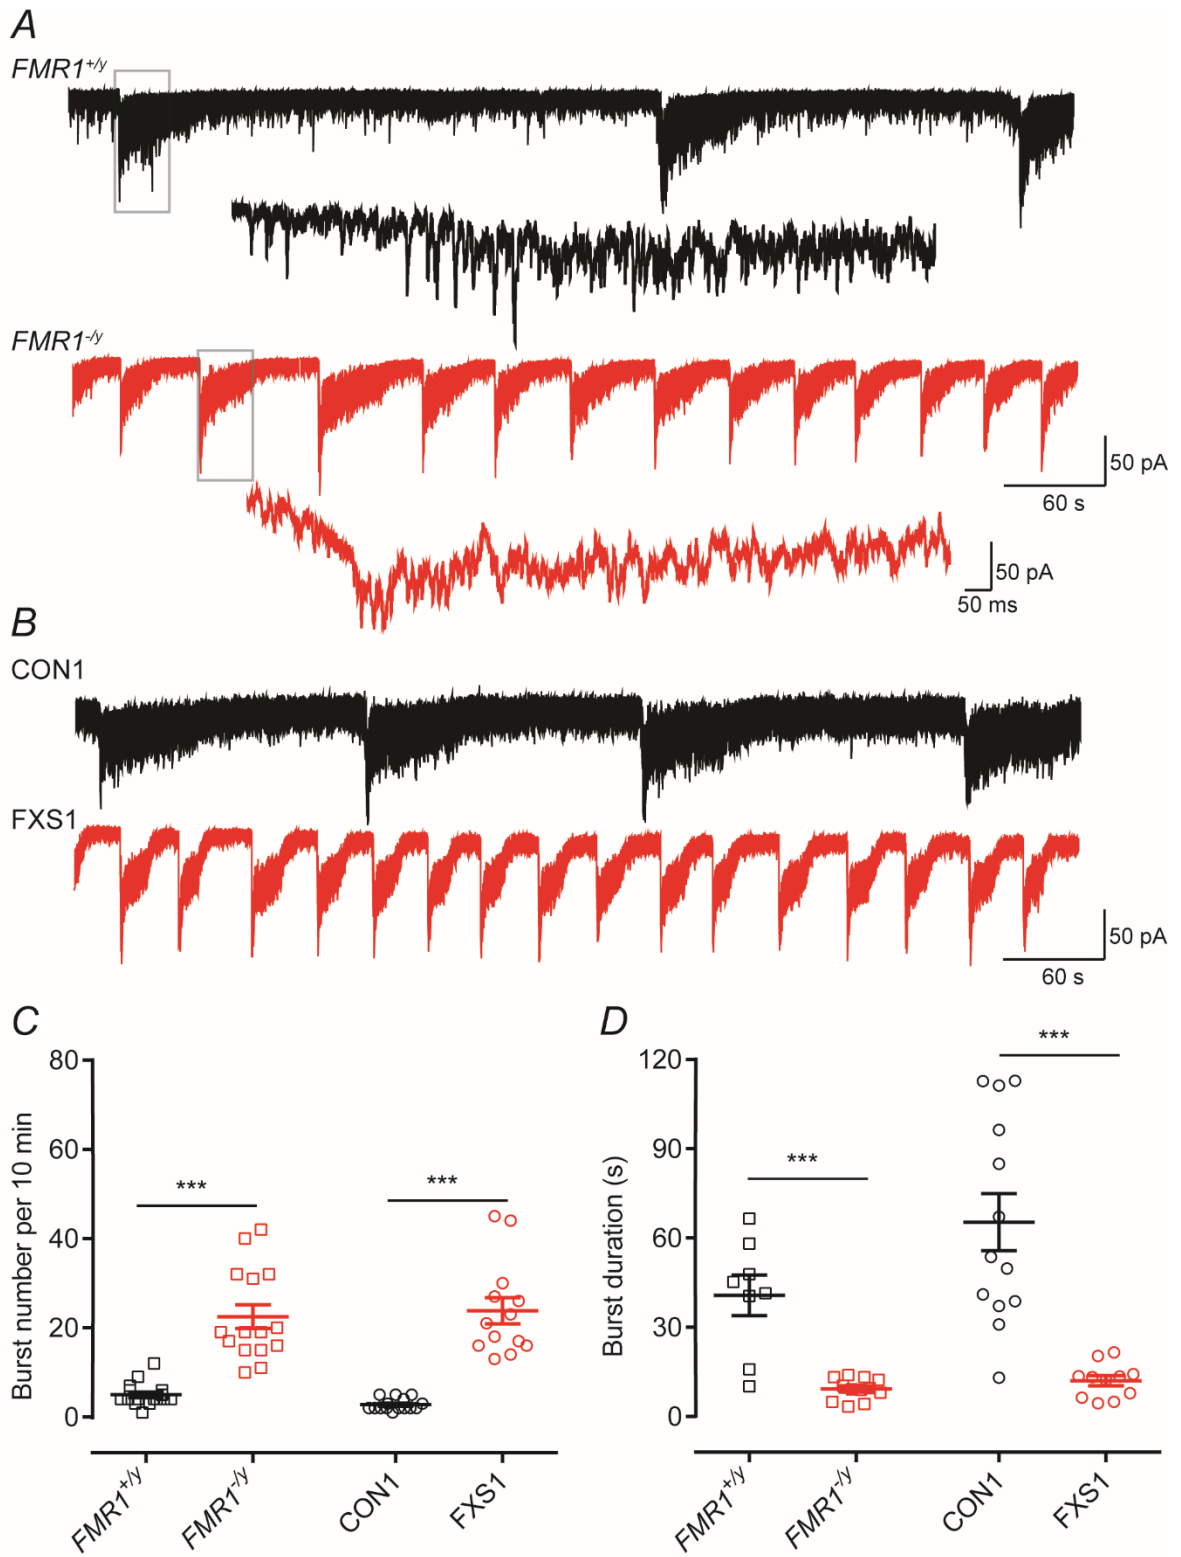 A
FMR1+/y
FMR1-/y
50 pA
60 s
50 pA
50 ms
B
CON1
FXS1
50 pA
60 s
C
D
Burst number per 10 min
80
60
40
20
0
***
***
FMR1+/y
FMR1-/y
CON1
FXS1
Burst duration (s)
120
90
60
30
0
***
***
FMR1+/y
FMR1-/y
CON1
FXS1